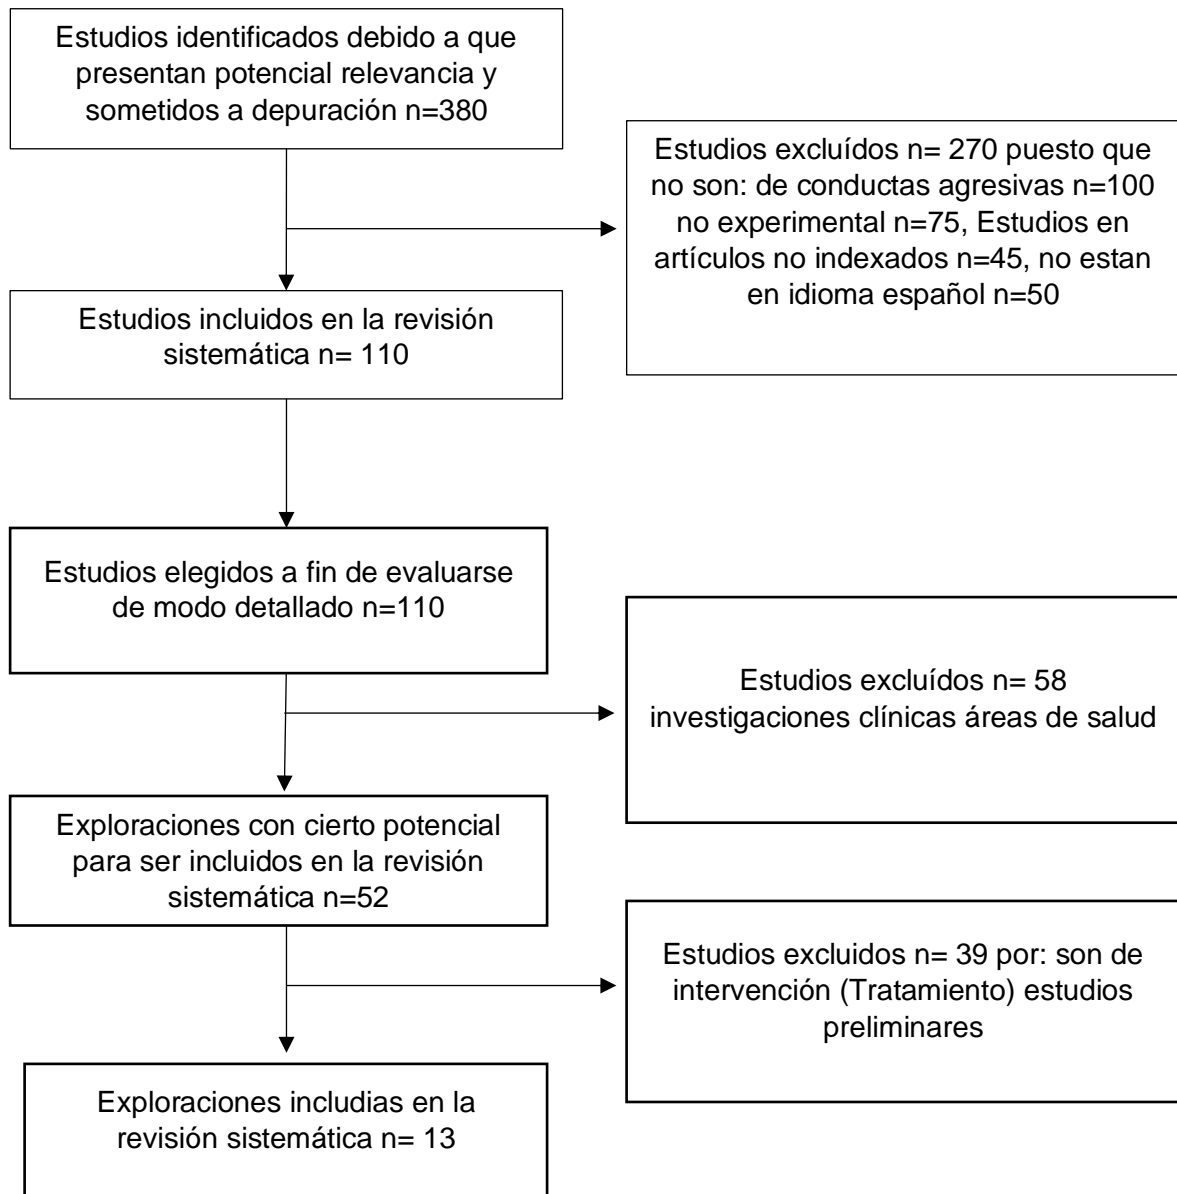 Estudios identificados debido a que
presentan potencial relevancia y
sometidos a depuración n=380
Estudios excluídos n= 270 puesto que
no son: de conductas agresivas n=100
no experimental n=75, Estudios en
artículos no indexados n=45, no estan
en idioma español n=50
Estudios incluidos en la revisión
sistemática n= 110
Estudios elegidos a fin de evaluarse
de modo detallado n=110
Estudios excluídos n= 58
investigaciones clínicas áreas de salud
Exploraciones con cierto potencial
para ser incluidos en la revisión
sistemática n=52
Estudios excluidos n= 39 por: son de
intervención (Tratamiento) estudios
preliminares
Exploraciones includias en la
revisión sistemática n= 13